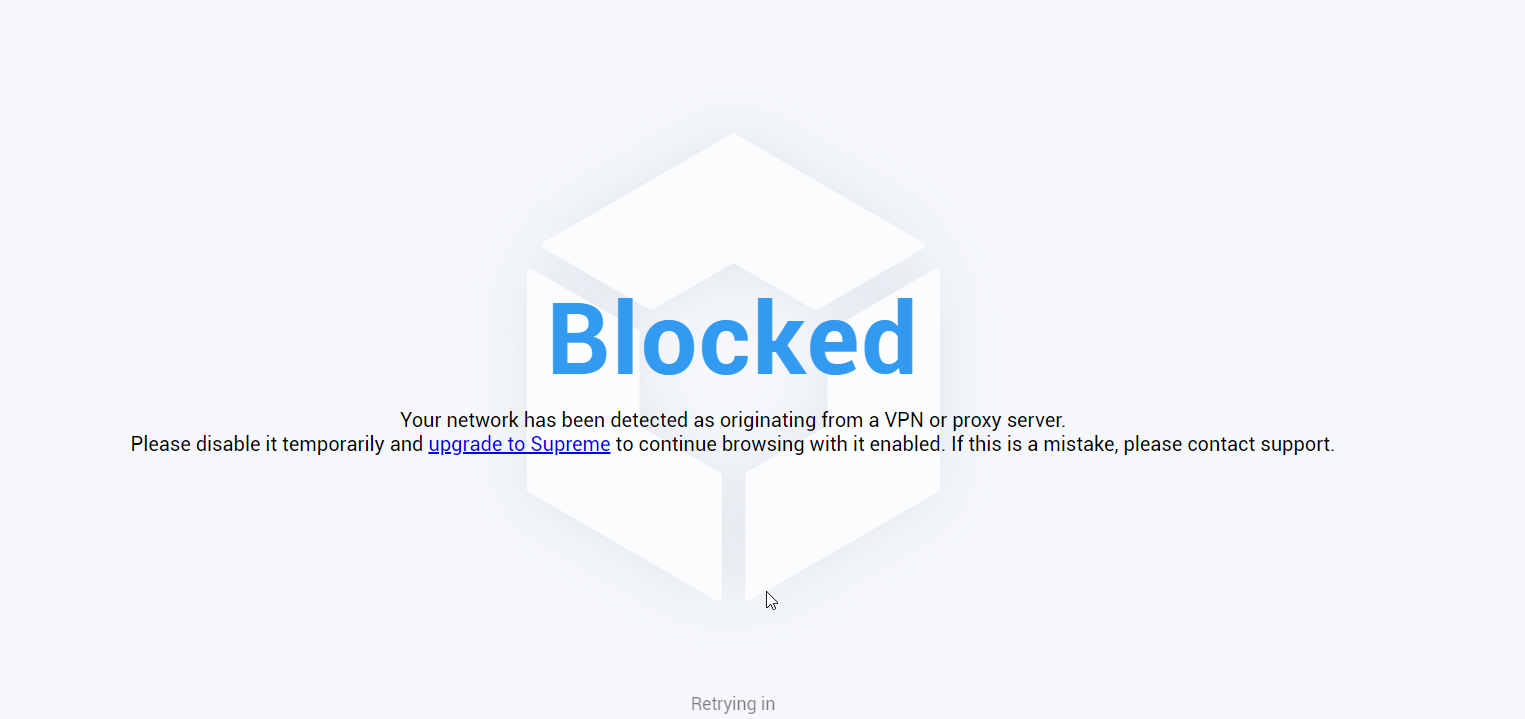 Blocked
Your network has been detected as originating from a VPN or proxy server.
Please disable it temporarily and upgrade to Supreme to continue browsing with it enabled. If this is a mistake, please contact support.
Retrying in